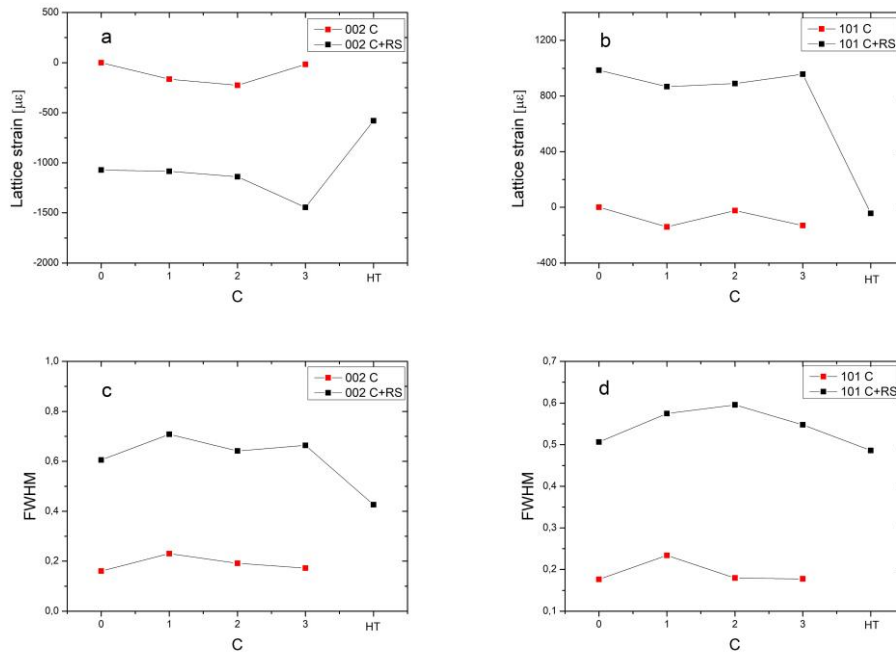 a
002 C
002 C+RS
500
0
-500
-1000
-1500
-2000
Lattice strain [με]
0 1 2 3 HT
C
b
101 C
101 C+RS
1200
800
400
0
-400
Lattice strain [με]
0 1 2 3 HT
C
c
002 C
002 C+RS
1,0
0,8
0,6
0,4
0,2
0,0
FWHM
0 1 2 3 HT
C
d
101 C
101 C+RS
0,7
0,6
0,5
0,4
0,3
0,2
0,1
FWHM
0 1 2 3 HT
C